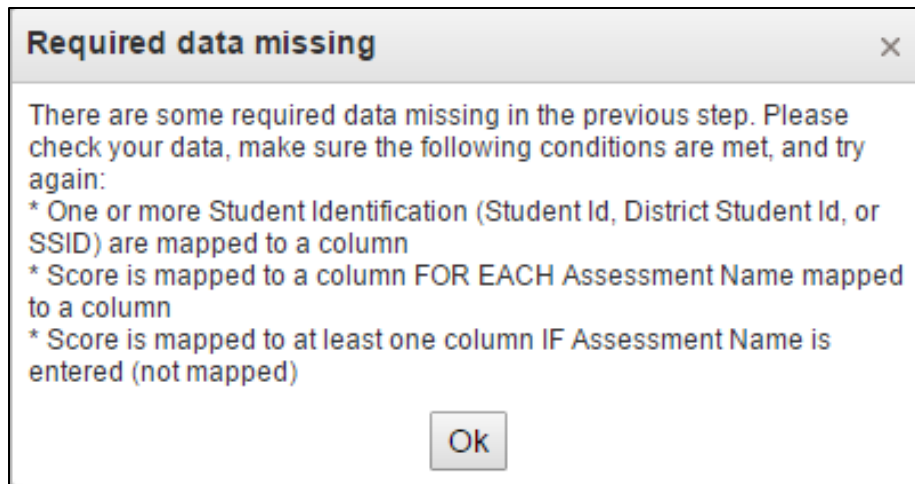 Required data missing ×
There are some required data missing in the previous step. Please
check your data, make sure the following conditions are met, and try
again:
* One or more Student Identification (Student Id, District Student Id, or
SSID) are mapped to a column
* Score is mapped to a column FOR EACH Assessment Name mapped
to a column
* Score is mapped to at least one column IF Assessment Name is
entered (not mapped)
Ok